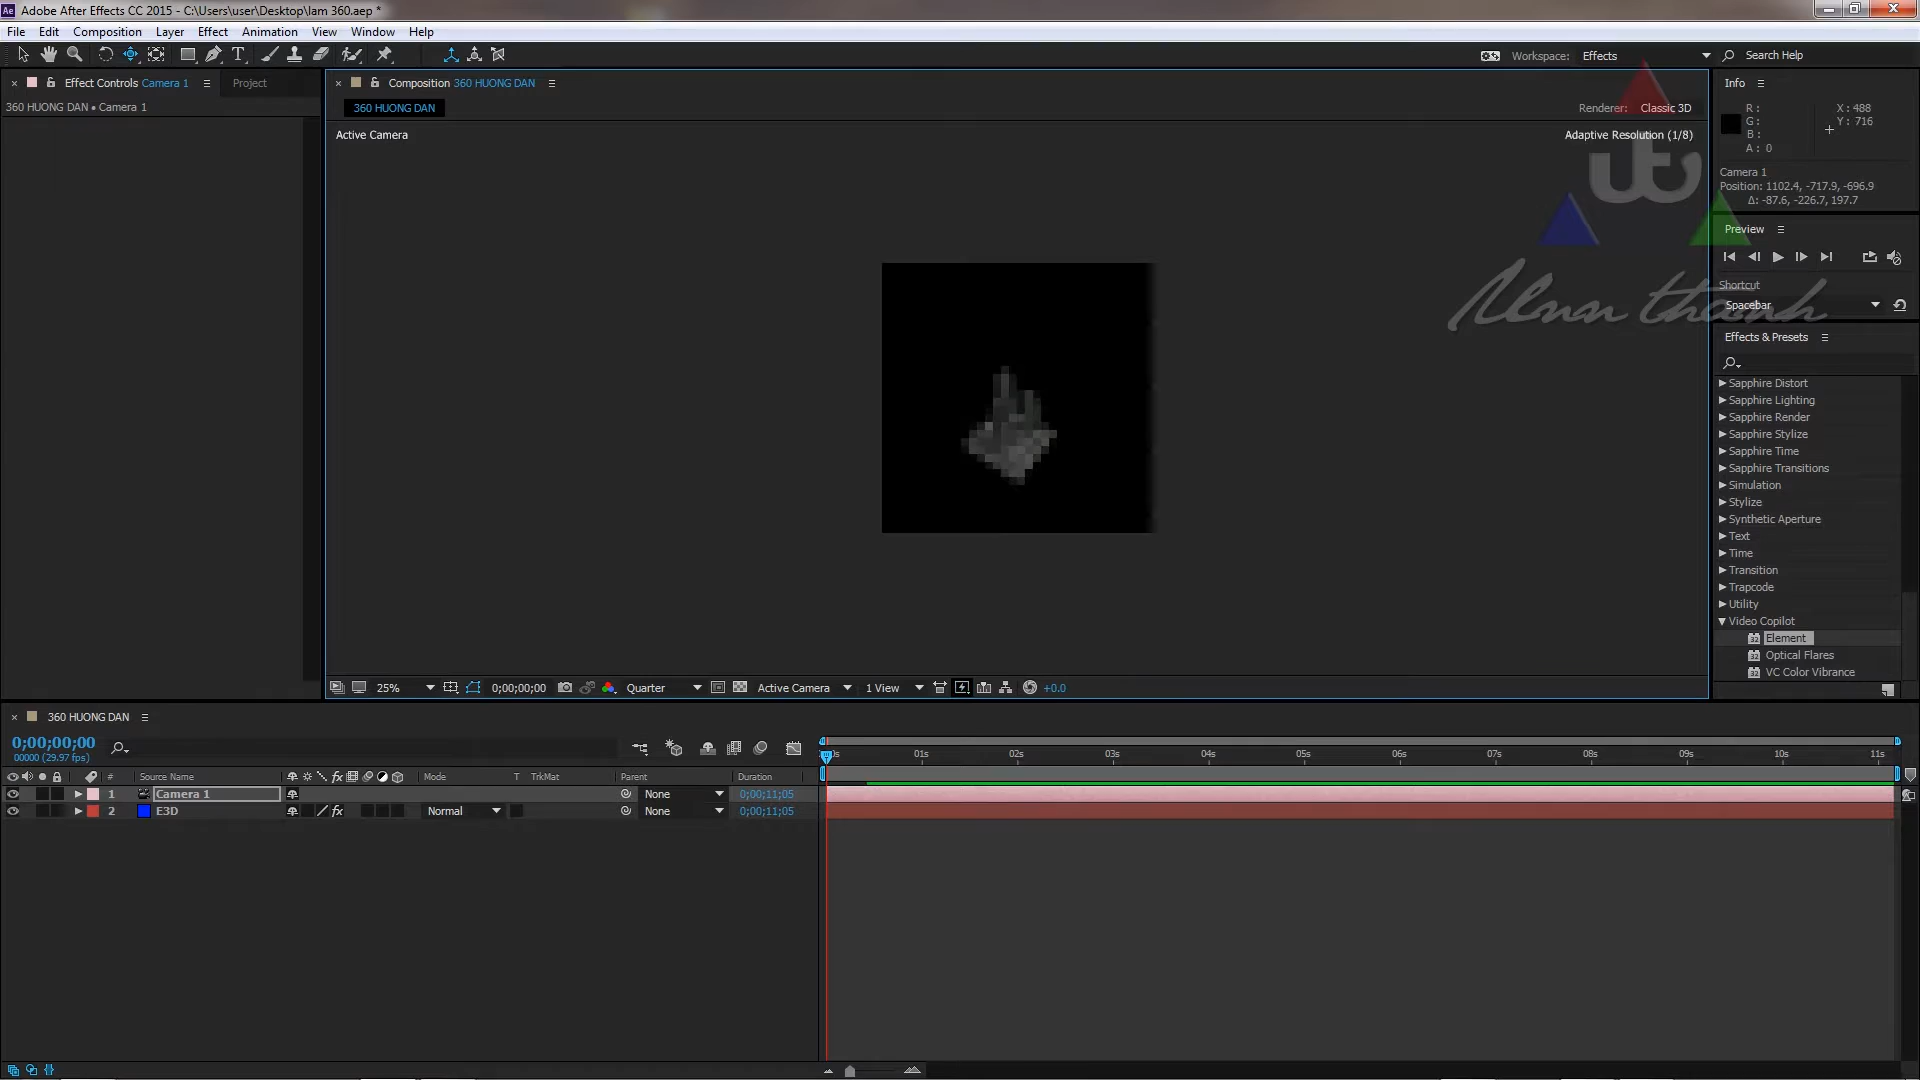 Adobe After Effects CC 2015 - C:\Users\user\Desktop\lam 360.aep *
File Edit Composition Layer Effect Animation View Window Help
Workspace: Effects Search Help
Effect Controls Camera 1 Project
360 HUONG DAN • Camera 1
Composition 360 HUONG DAN
360 HUONG DAN
Renderer: Classic 3D
Active Camera
Adaptive Resolution (1/8)
Info
R : X : 488
G : Y : 716
B :
A : 0
Camera 1
Position: 1102.4, -717.9, -696.9
Δ: -87.6, -226.7, 197.7
Preview
Shortcut
Spacebar
Effects & Presets
Sapphire Distort
Sapphire Lighting
Sapphire Render
Sapphire Stylize
Sapphire Time
Sapphire Transitions
Simulation
Stylize
Synthetic Aperture
Text
Time
Transition
Trapcode
Utility
Video Copilot
Element
Optical Flares
VC Color Vibrance
25% 0;00;00;00 Quarter Active Camera 1 View +0.0
360 HUONG DAN
0;00;00;00
00000 (29.97 fps)
01s 02s 03s 04s 05s 06s 07s 08s 09s 10s 11s
# Source Name Mode T TrkMat Parent Duration
1 Camera 1 None 0;00;11;05
2 E3D Normal None 0;00;11;05